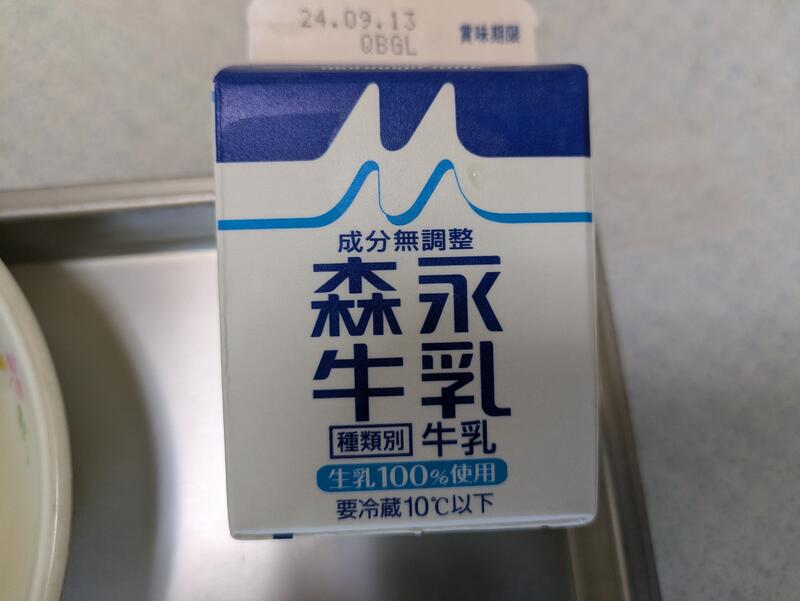 24.09.13
QBGL 賞味期限
成分無調整
森永
牛乳
種類別 牛乳
生乳100%使用
要冷蔵10℃以下